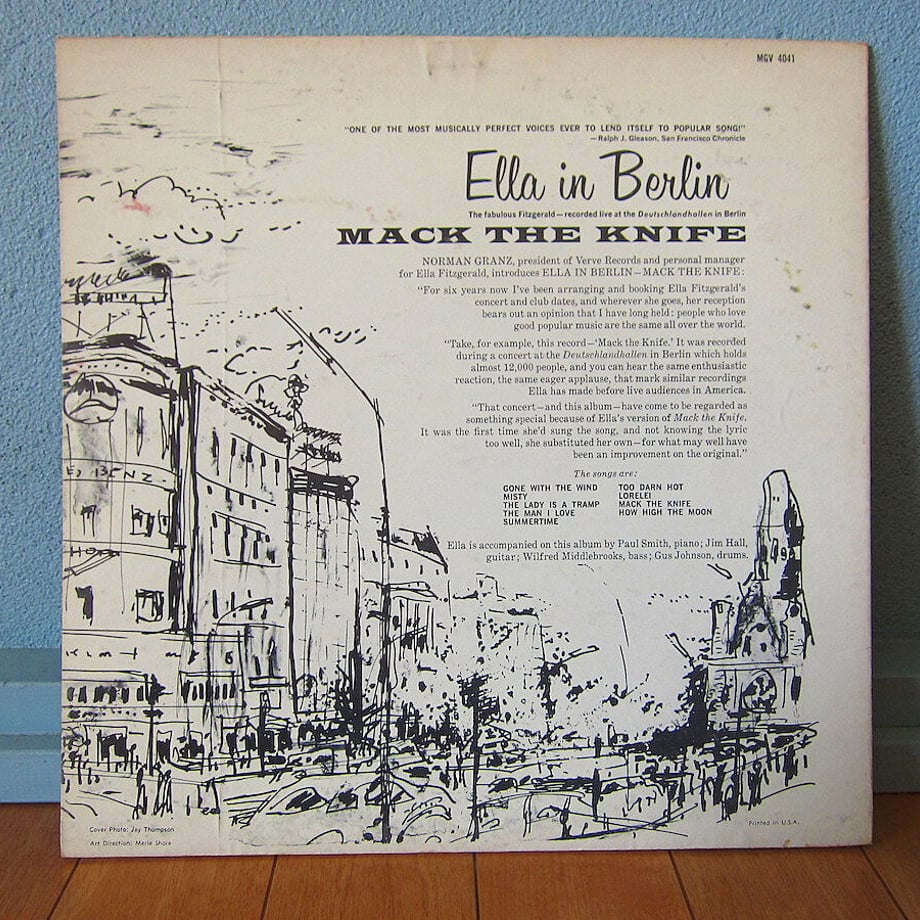 MGV 4041
"ONE OF THE MOST MUSICALLY PERFECT VOICES EVER TO LEND ITSELF TO POPULAR SONG!"
—Ralph J. Gleason, San Francisco Chronicle
Ella in Berlin
The fabulous Fitzgerald—recorded live at the Deutschlandhallen in Berlin
MACK THE KNIFE
NORMAN GRANZ, president of Verve Records and personal manager
for Ella Fitzgerald, introduces ELLA IN BERLIN—MACK THE KNIFE:
"For six years now I've been arranging and booking Ella Fitzgerald's
concert and club dates, and wherever she goes, her reception
bears out an opinion that I have long held: people who love
good popular music are the same all over the world.
"Take, for example, this record—'Mack the Knife.' It was recorded
during a concert at the Deutschlandhallen in Berlin which holds
almost 12,000 people, and you can hear the same enthusiastic
reaction, the same eager applause, that mark similar recordings
Ella has made before live audiences in America.
"That concert—and this album—have come to be regarded as
something special because of Ella's version of Mack the Knife.
It was the first time she'd sung the song, and not knowing the lyric
too well, she substituted her own—for what may well have
been an improvement on the original."
The songs are:
GONE WITH THE WIND
MISTY
THE LADY IS A TRAMP
THE MAN I LOVE
SUMMERTIME
TOO DARN HOT
LORELEI
MACK THE KNIFE
HOW HIGH THE MOON
Ella is accompanied on this album by Paul Smith, piano; Jim Hall,
guitar; Wilfred Middlebrooks, bass; Gus Johnson, drums.
Cover Photo: Jay Thompson
Art Direction: Merle Shore
Printed in U.S.A.